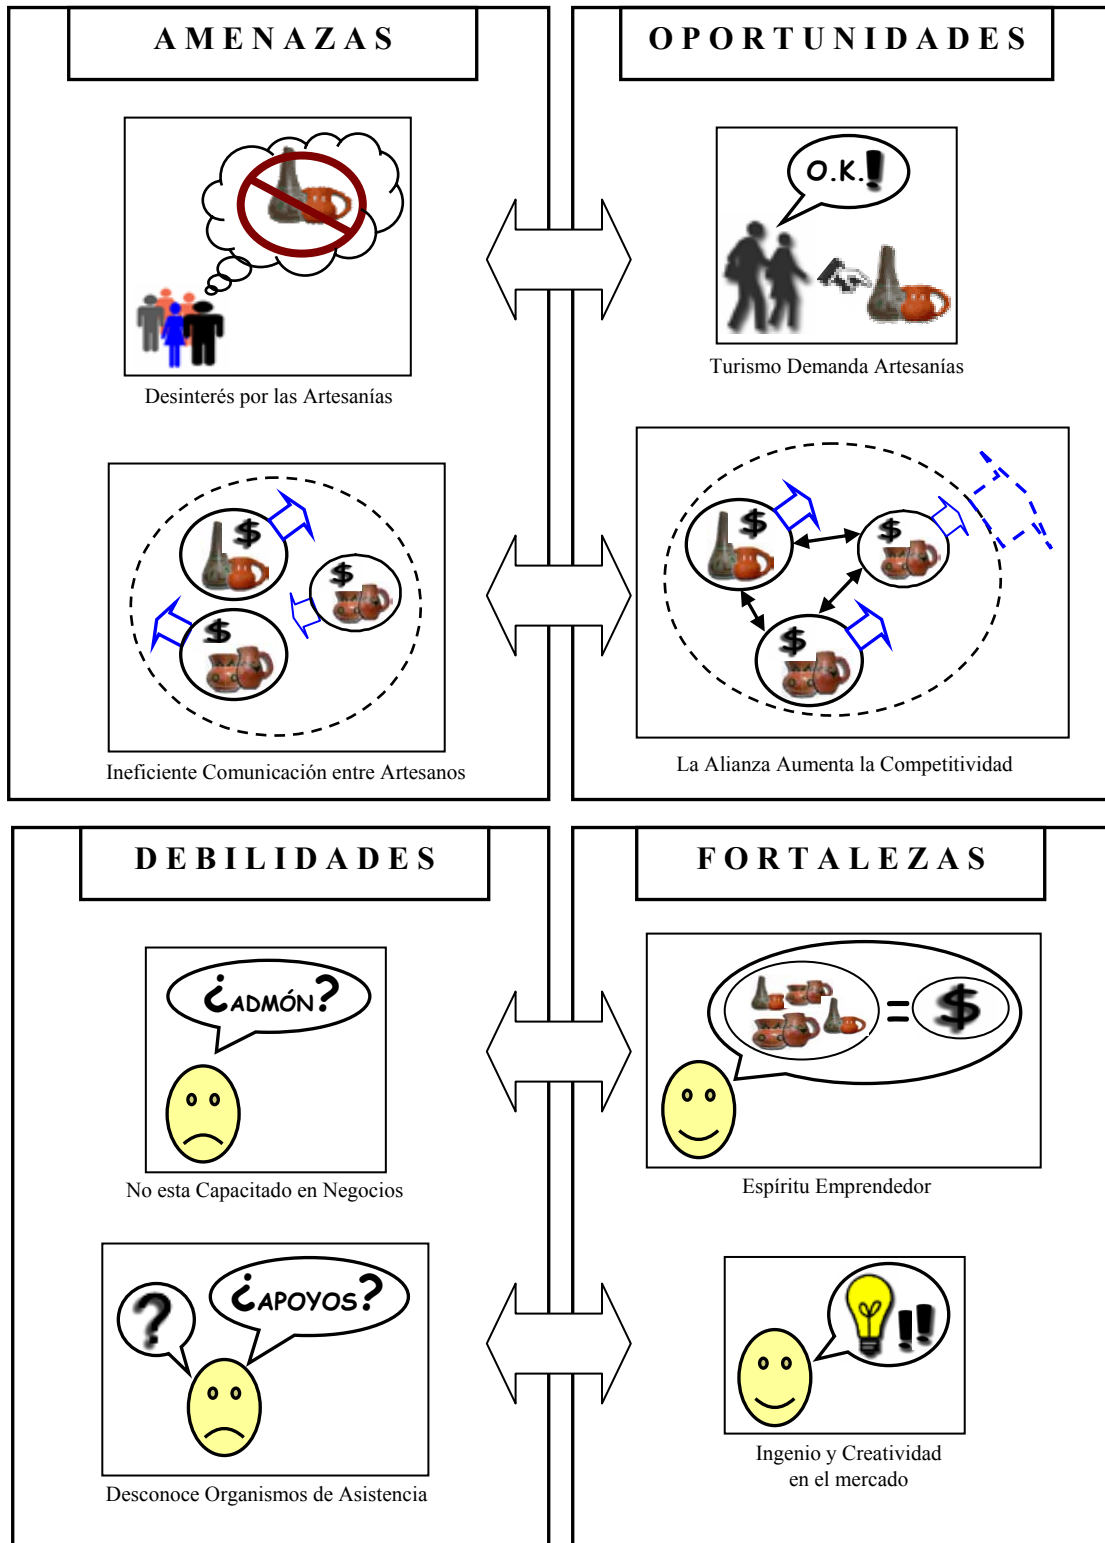 AMENAZAS
OPORTUNIDADES
O.K.!
Desinterés por las Artesanías
Turismo Demanda Artesanías
$
$
$
$
$
$
Ineficiente Comunicación entre Artesanos
La Alianza Aumenta la Competitividad
DEBILIDADES
FORTALEZAS
¿ADMÓN?
= $
No esta Capacitado en Negocios
Espíritu Emprendedor
?
¿APOYOS?
!!
Desconoce Organismos de Asistencia
Ingenio y Creatividad
en el mercado